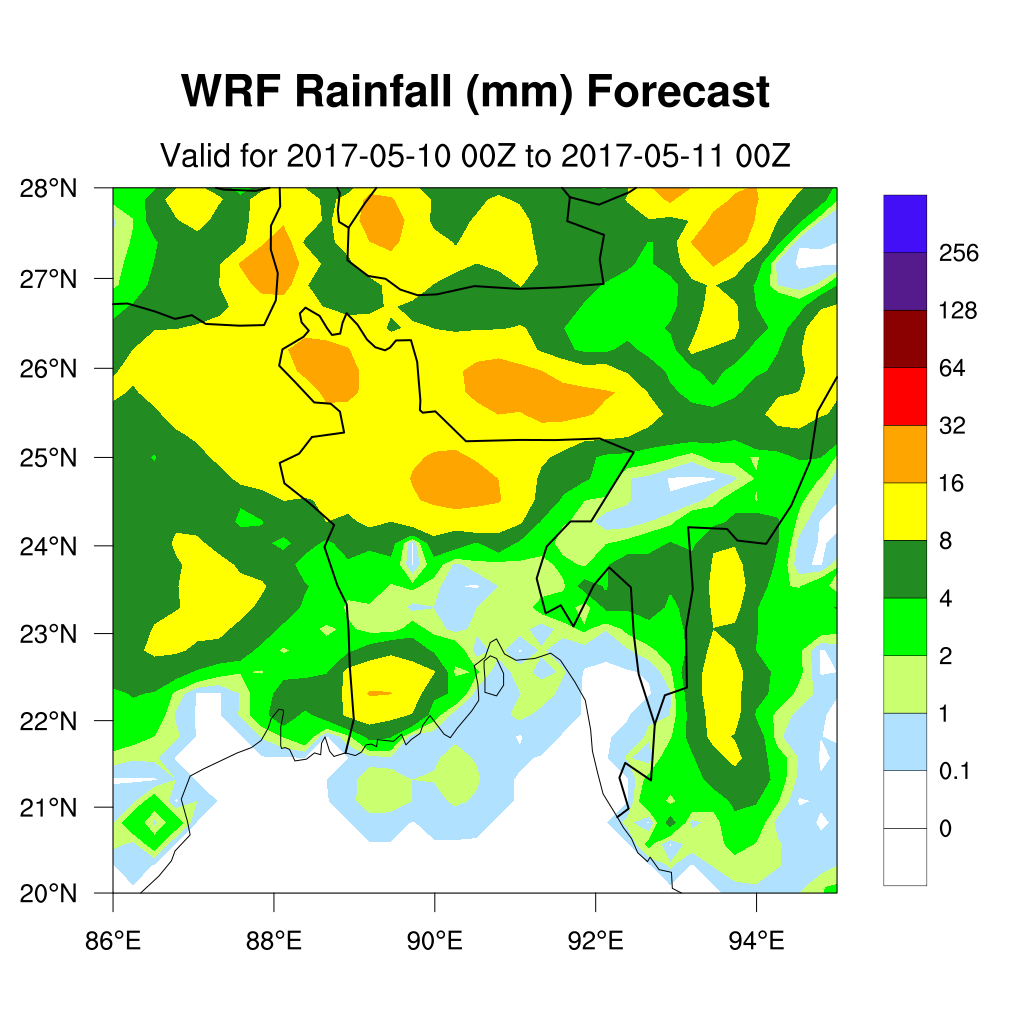 WRF Rainfall (mm) Forecast
Valid for 2017-05-10 00Z to 2017-05-11 00Z
28°N
27°N
26°N
25°N
24°N
23°N
22°N
21°N
20°N
86°E 88°E 90°E 92°E 94°E
256
128
64
32
16
8
4
2
1
0.1
0